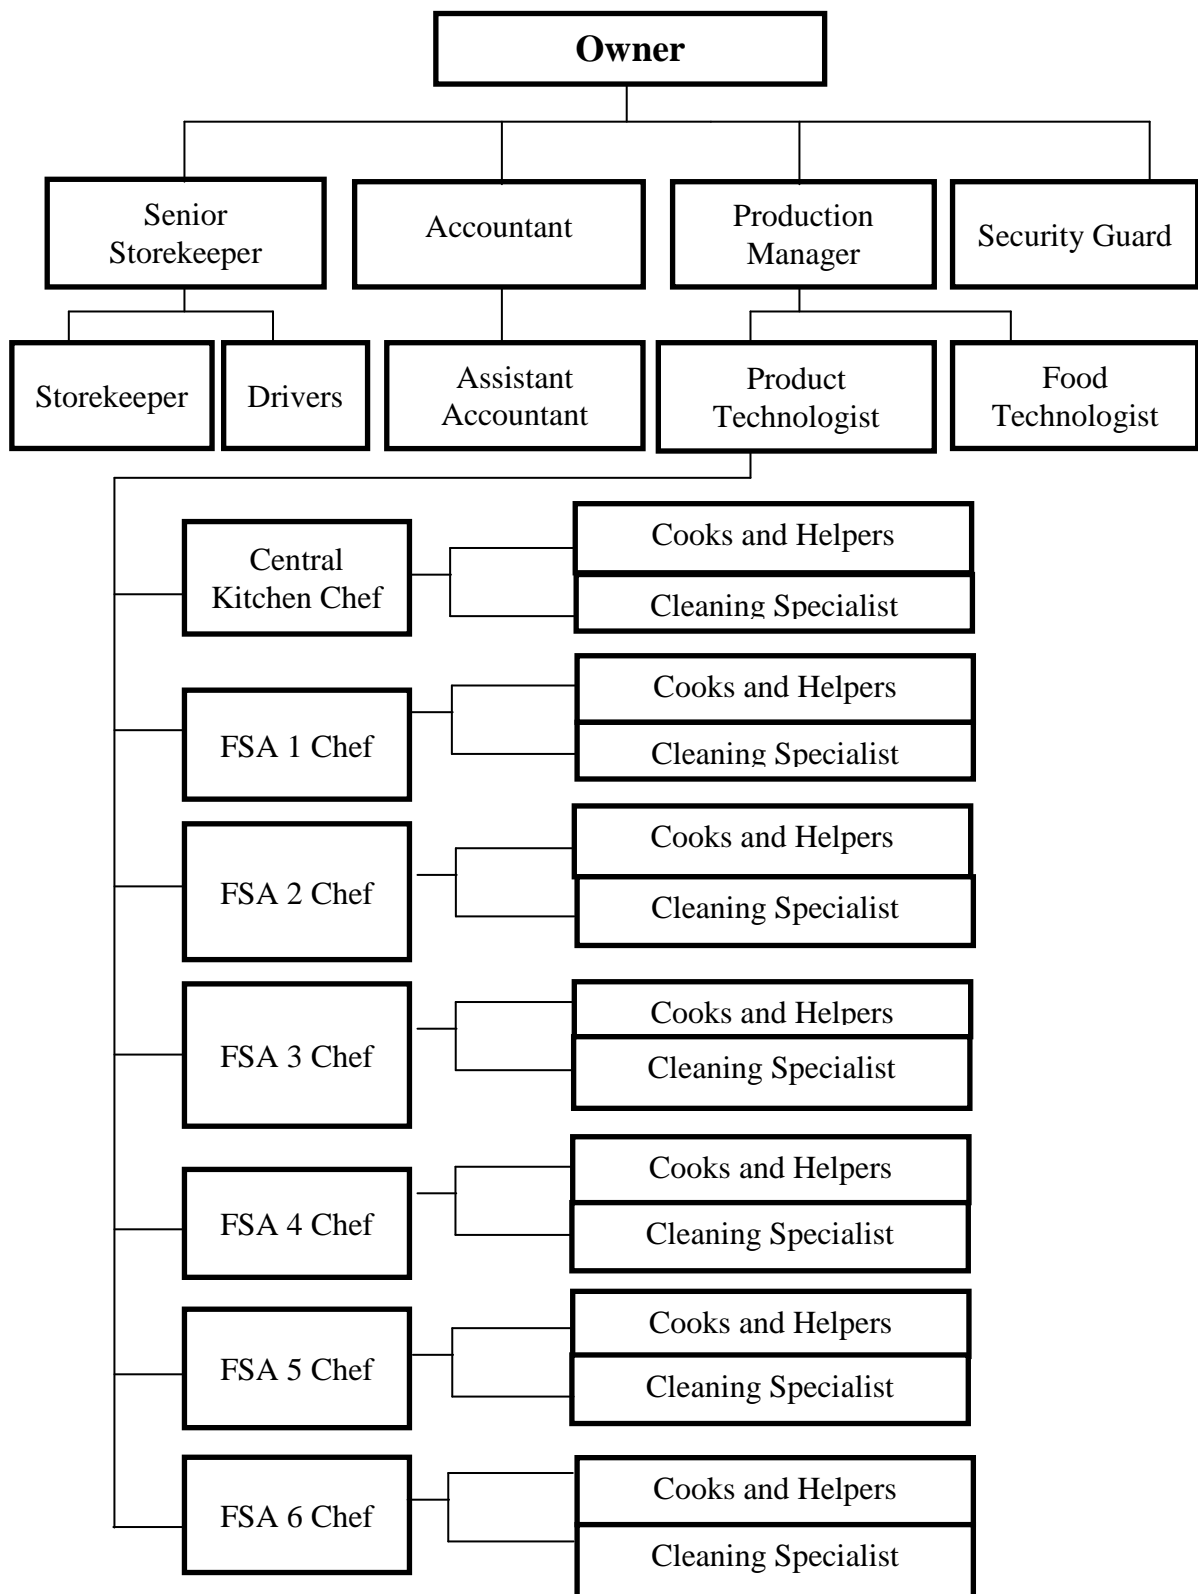 Owner
Senior
Storekeeper
Accountant
Production
Manager
Security Guard
Storekeeper
Drivers
Assistant
Accountant
Product
Technologist
Food
Technologist
Central
Kitchen Chef
Cooks and Helpers
Cleaning Specialist
FSA 1 Chef
Cooks and Helpers
Cleaning Specialist
FSA 2 Chef
Cooks and Helpers
Cleaning Specialist
FSA 3 Chef
Cooks and Helpers
Cleaning Specialist
FSA 4 Chef
Cooks and Helpers
Cleaning Specialist
FSA 5 Chef
Cooks and Helpers
Cleaning Specialist
FSA 6 Chef
Cooks and Helpers
Cleaning Specialist